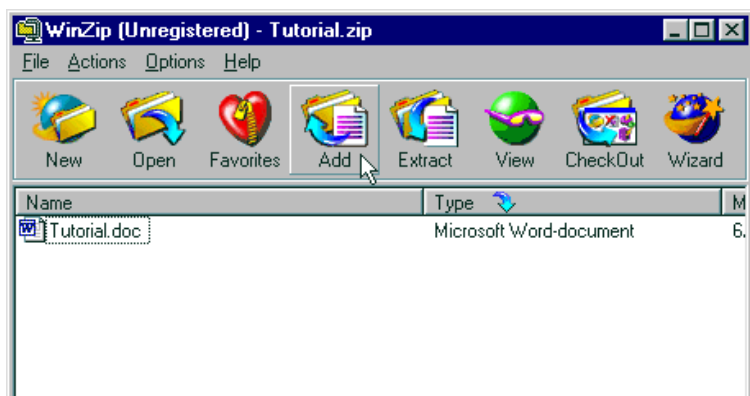 WinZip (Unregistered) - Tutorial.zip
File Actions Options Help
New Open Favorites Add Extract View CheckOut Wizard
Name Type M
Tutorial.doc Microsoft Word-document 6.